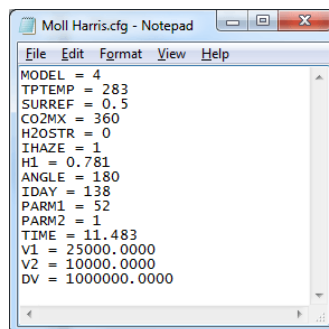 Moll Harris.cfg - Notepad
File Edit Format View Help
MODEL = 4
TPTEMP = 283
SURREF = 0.5
CO2MX = 360
H2OSTR = 0
IHAZE = 1
H1 = 0.781
ANGLE = 180
IDAY = 138
PARM1 = 52
PARM2 = 1
TIME = 11.483
V1 = 25000.0000
V2 = 10000.0000
DV = 1000000.0000